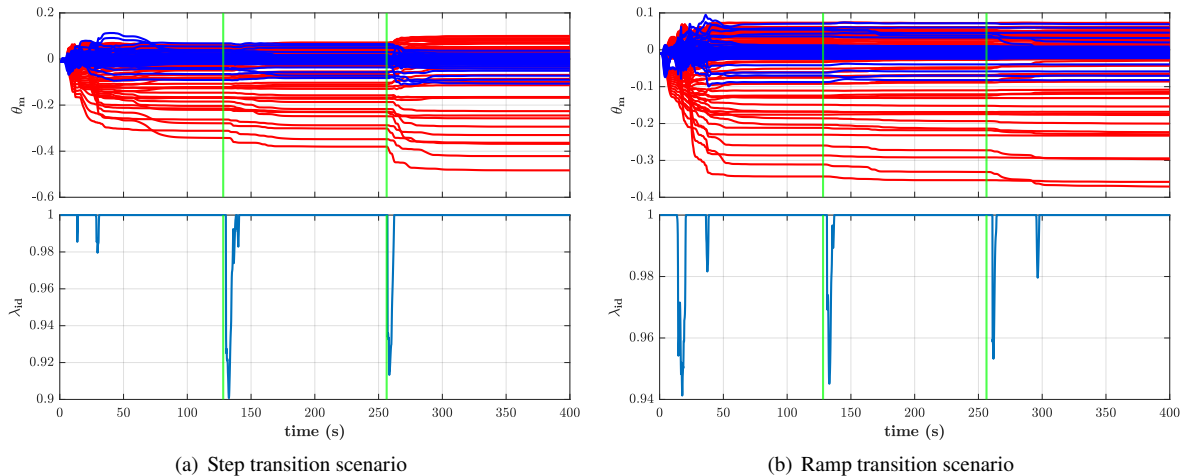 0.2
0
-0.2
-0.4
0.6
θm
1
0.98
0.96
0.94
0.92
0.9
λid
0 50 100 150 200 250 300 350 400
time (s)
(a) Step transition scenario
0.1
0
-0.1
-0.2
-0.3
-0.4
θm
1
0.98
0.96
0.94
λid
0 50 100 150 200 250 300 350 400
time (s)
(b) Ramp transition scenario